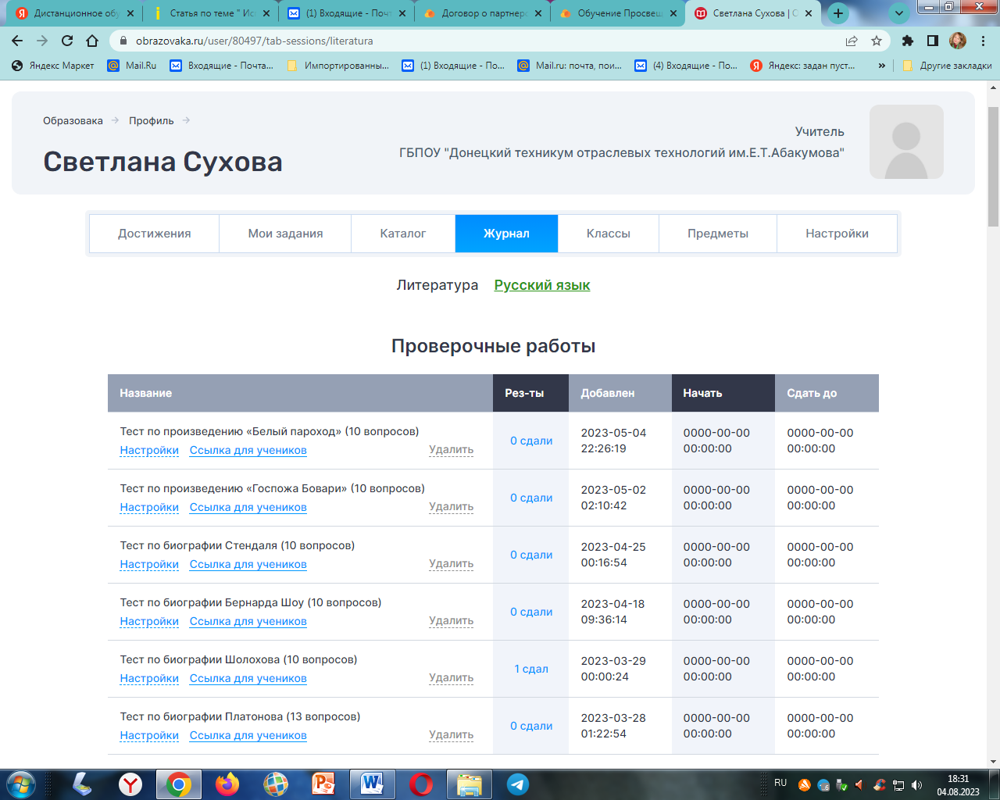 Дистанционное обу
Статья по теме " Ис
(1) Входящие - Почт
Договор о партнерс
Обучение Просвещ
Светлана Сухова | О
obrazovaka.ru/user/80497/tab-sessions/literatura
Яндекс Маркет
Mail.Ru
Входящие - Почта...
Импортированны...
(1) Входящие - По...
Mail.ru: почта, пои...
(4) Входящие - По...
Яндекс: задан пуст...
»
Другие закладки
Образовака → Профиль →
Светлана Сухова
Учитель
ГБПОУ "Донецкий техникум отраслевых технологий им.Е.Т.Абакумова"
Достижения Мои задания Каталог Журнал Классы Предметы Настройки
Литература Русский язык
Проверочные работы
Название Рез-ты Добавлен Начать Сдать до
Тест по произведению «Белый пароход» (10 вопросов)
Настройки Ссылка для учеников Удалить
0 сдали
2023-05-04
22:26:19
0000-00-00
00:00:00
0000-00-00
00:00:00
Тест по произведению «Госпожа Бовари» (10 вопросов)
Настройки Ссылка для учеников Удалить
0 сдали
2023-05-02
02:10:42
0000-00-00
00:00:00
0000-00-00
00:00:00
Тест по биографии Стендаля (10 вопросов)
Настройки Ссылка для учеников Удалить
0 сдали
2023-04-25
00:16:54
0000-00-00
00:00:00
0000-00-00
00:00:00
Тест по биографии Бернарда Шоу (10 вопросов)
Настройки Ссылка для учеников Удалить
0 сдали
2023-04-18
09:36:14
0000-00-00
00:00:00
0000-00-00
00:00:00
Тест по биографии Шолохова (10 вопросов)
Настройки Ссылка для учеников Удалить
1 сдал
2023-03-29
00:00:24
0000-00-00
00:00:00
0000-00-00
00:00:00
Тест по биографии Платонова (13 вопросов)
Настройки Ссылка для учеников Удалить
0 сдали
2023-03-28
01:22:54
0000-00-00
00:00:00
0000-00-00
00:00:00
RU
18:31
04.08.2023